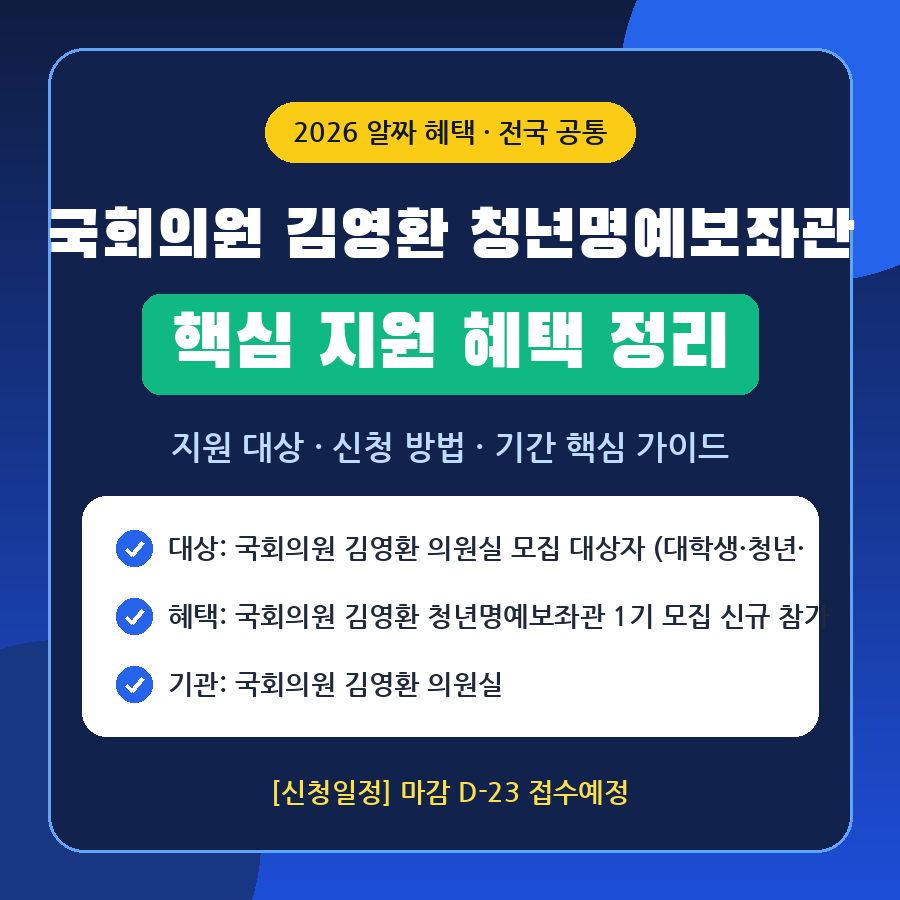 2026 알짜 혜택 · 전국 공통
국회의원 김영환 청년명예보좌관
핵심 지원 혜택 정리
지원 대상 · 신청 방법 · 기간 핵심 가이드
대상: 국회의원 김영환 의원실 모집 대상자 (대학생·청년·
혜택: 국회의원 김영환 청년명예보좌관 1기 모집 신규 참가
기관: 국회의원 김영환 의원실
[신청일정] 마감 D-23 접수예정